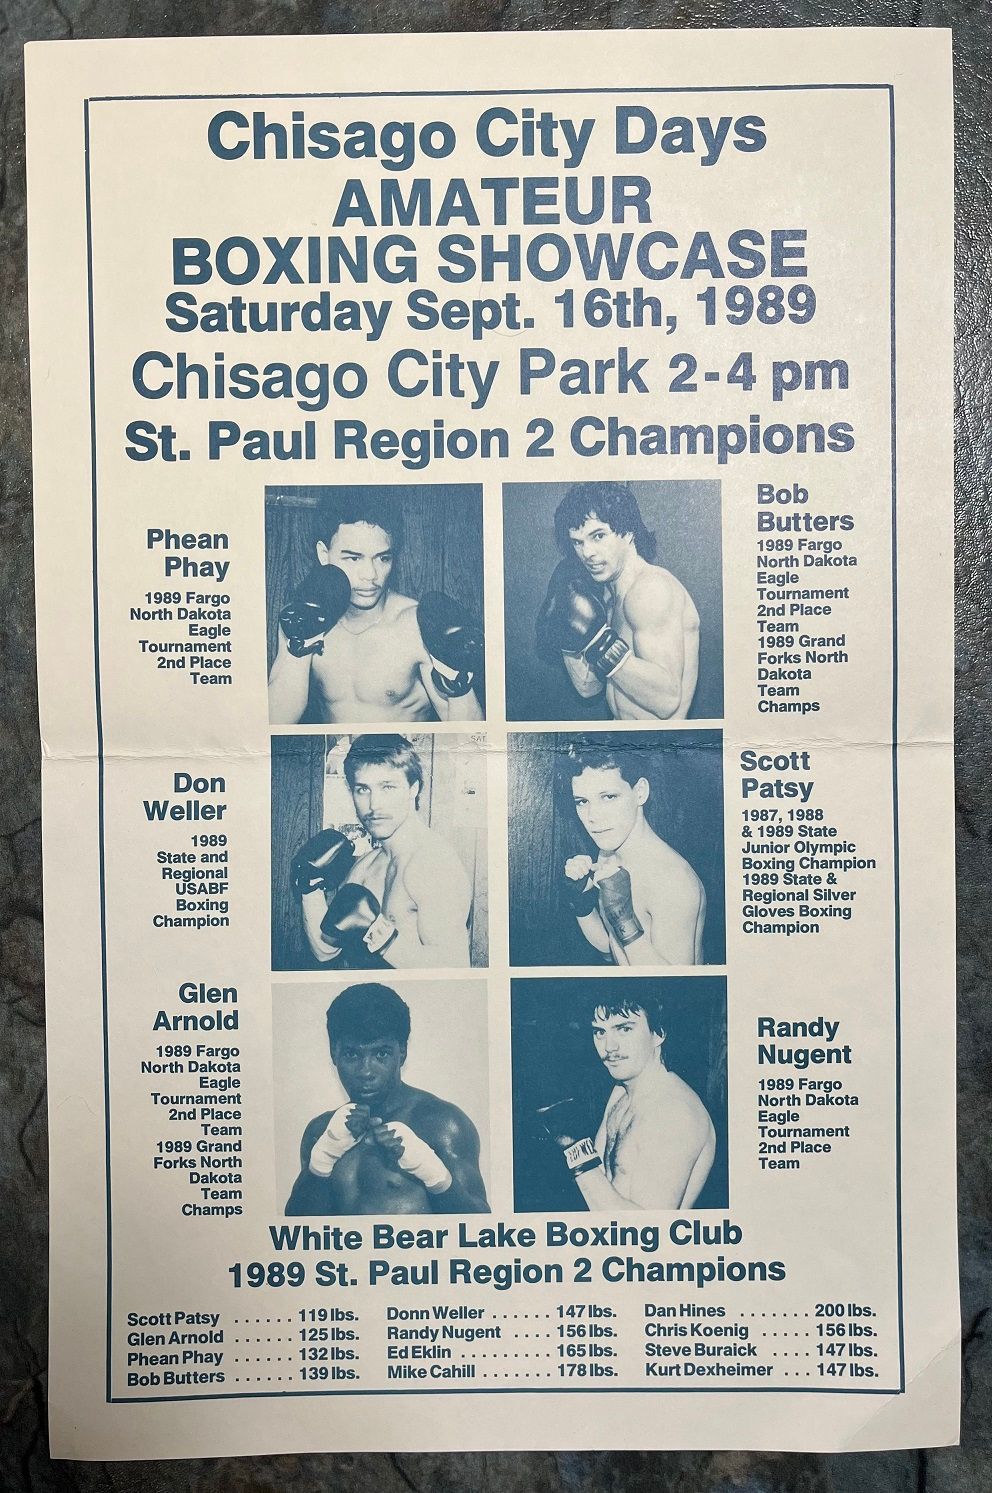 Chisago City Days
AMATEUR
BOXING SHOWCASE
Saturday Sept. 16th, 1989
Chisago City Park 2-4 pm
St. Paul Region 2 Champions
Phean
Phay
1989 Fargo
North Dakota
Eagle
Tournament
2nd Place
Team
Bob
Butters
1989 Fargo
North Dakota
Eagle
Tournament
2nd Place
Team
1989 Grand
Forks North
Dakota
Team
Champs
Don
Weller
1989
State and
Regional
USABF
Boxing
Champion
SAT
Scott
Patsy
1987, 1988
& 1989 State
Junior Olympic
Boxing Champion
1989 State &
Regional Silver
Gloves Boxing
Champion
Glen
Arnold
1989 Fargo
North Dakota
Eagle
Tournament
2nd Place
Team
1989 Grand
Forks North
Dakota
Team
Champs
Randy
Nugent
1989 Fargo
North Dakota
Eagle
Tournament
2nd Place
Team
White Bear Lake Boxing Club
1989 St. Paul Region 2 Champions
Scott Patsy ...... 119 lbs.
Glen Arnold ...... 125 lbs.
Phean Phay ...... 132 lbs.
Bob Butters ...... 139 lbs.
Donn Weller ...... 147 lbs.
Randy Nugent .... 156 lbs.
Ed Eklin ......... 165 lbs.
Mike Cahill ....... 178 lbs.
Dan Hines ....... 200 lbs.
Chris Koenig ..... 156 lbs.
Steve Buraick .... 147 lbs.
Kurt Dexheimer ... 147 lbs.